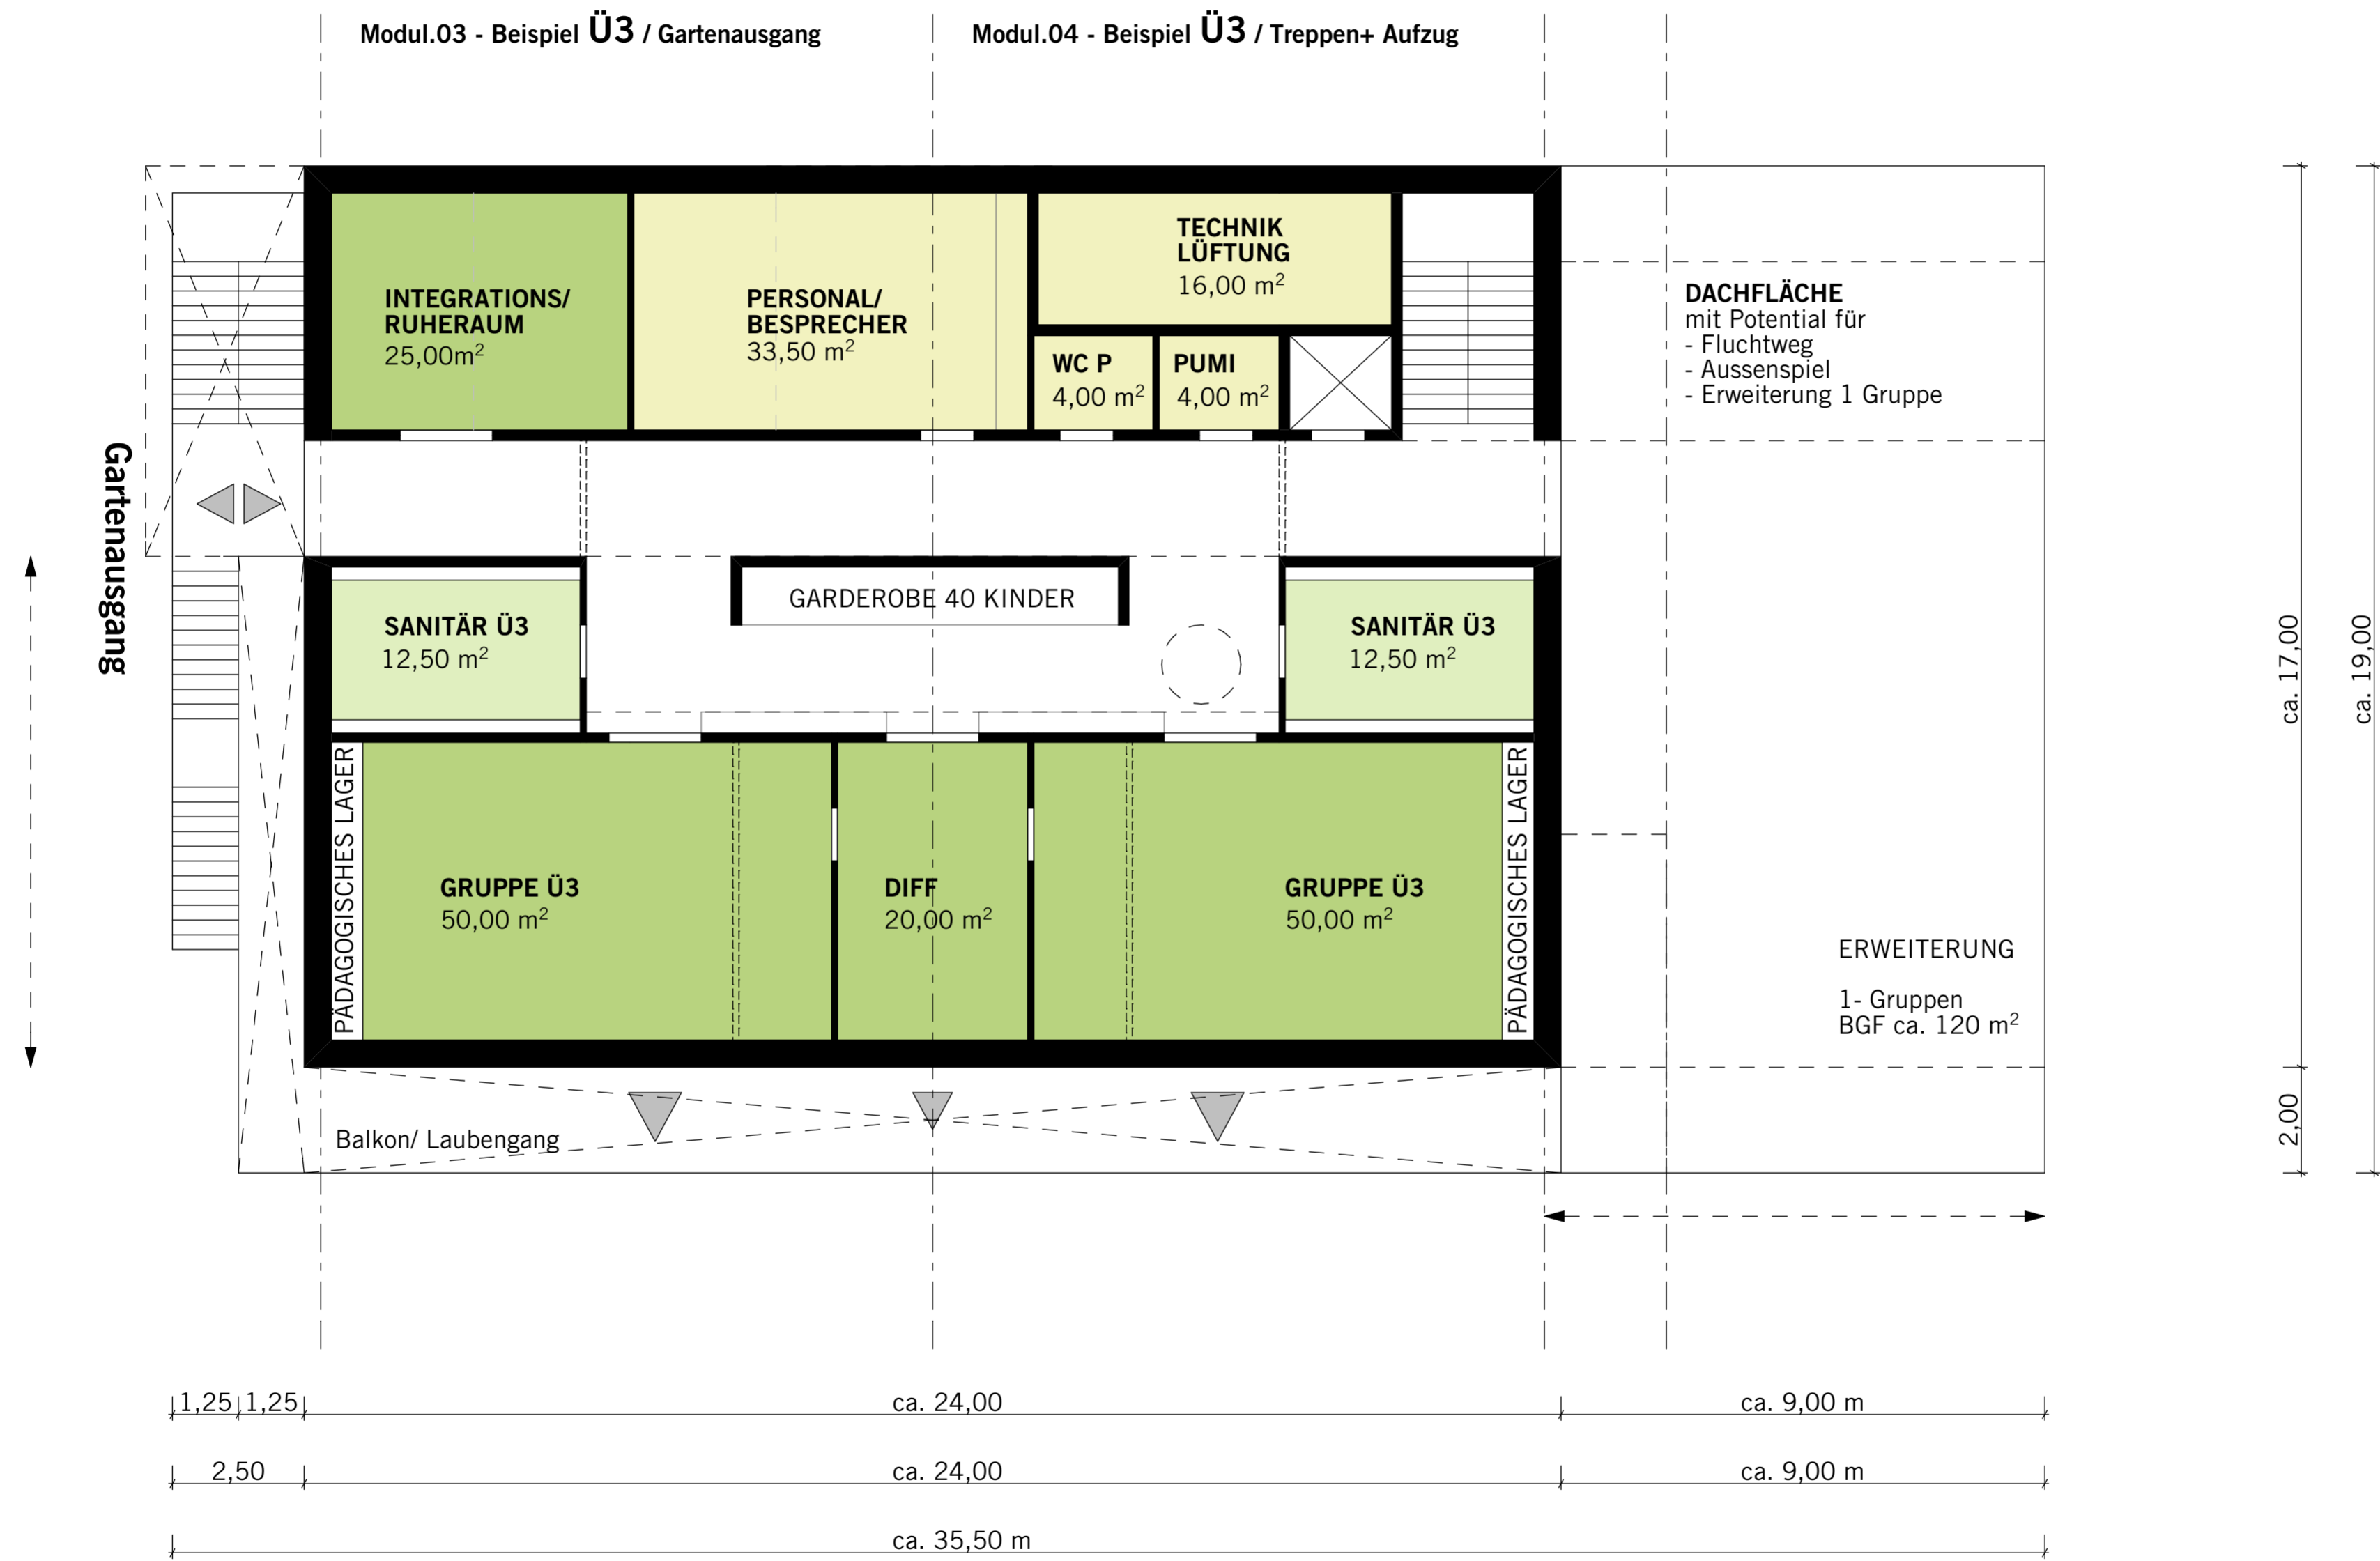 Modul.03 - Beispiel Ü3 / Gartenausgang
Modul.04 - Beispiel Ü3 / Treppen+ Aufzug
INTEGRATIONS/
RUHERAUM
25,00m²
PERSONAL/
BESPRECHER
33,50 m²
TECHNIK
LÜFTUNG
16,00 m²
WC P
4,00 m²
PUMI
4,00 m²
DACHFLÄCHE
mit Potential für
- Fluchtweg
- Aussenspiel
- Erweiterung 1 Gruppe
Gartenausgang
SANITÄR Ü3
12,50 m²
GARDEROBE 40 KINDER
SANITÄR Ü3
12,50 m²
PÄDAGOGISCHES LAGER
GRUPPE Ü3
50,00 m²
DIFF
20,00 m²
GRUPPE Ü3
50,00 m²
PÄDAGOGISCHES LAGER
ERWEITERUNG
1- Gruppen
BGF ca. 120 m²
Balkon/ Laubengang
ca. 17,00
ca. 19,00
2,00
1,25
1,25
ca. 24,00
ca. 9,00 m
2,50
ca. 24,00
ca. 9,00 m
ca. 35,50 m